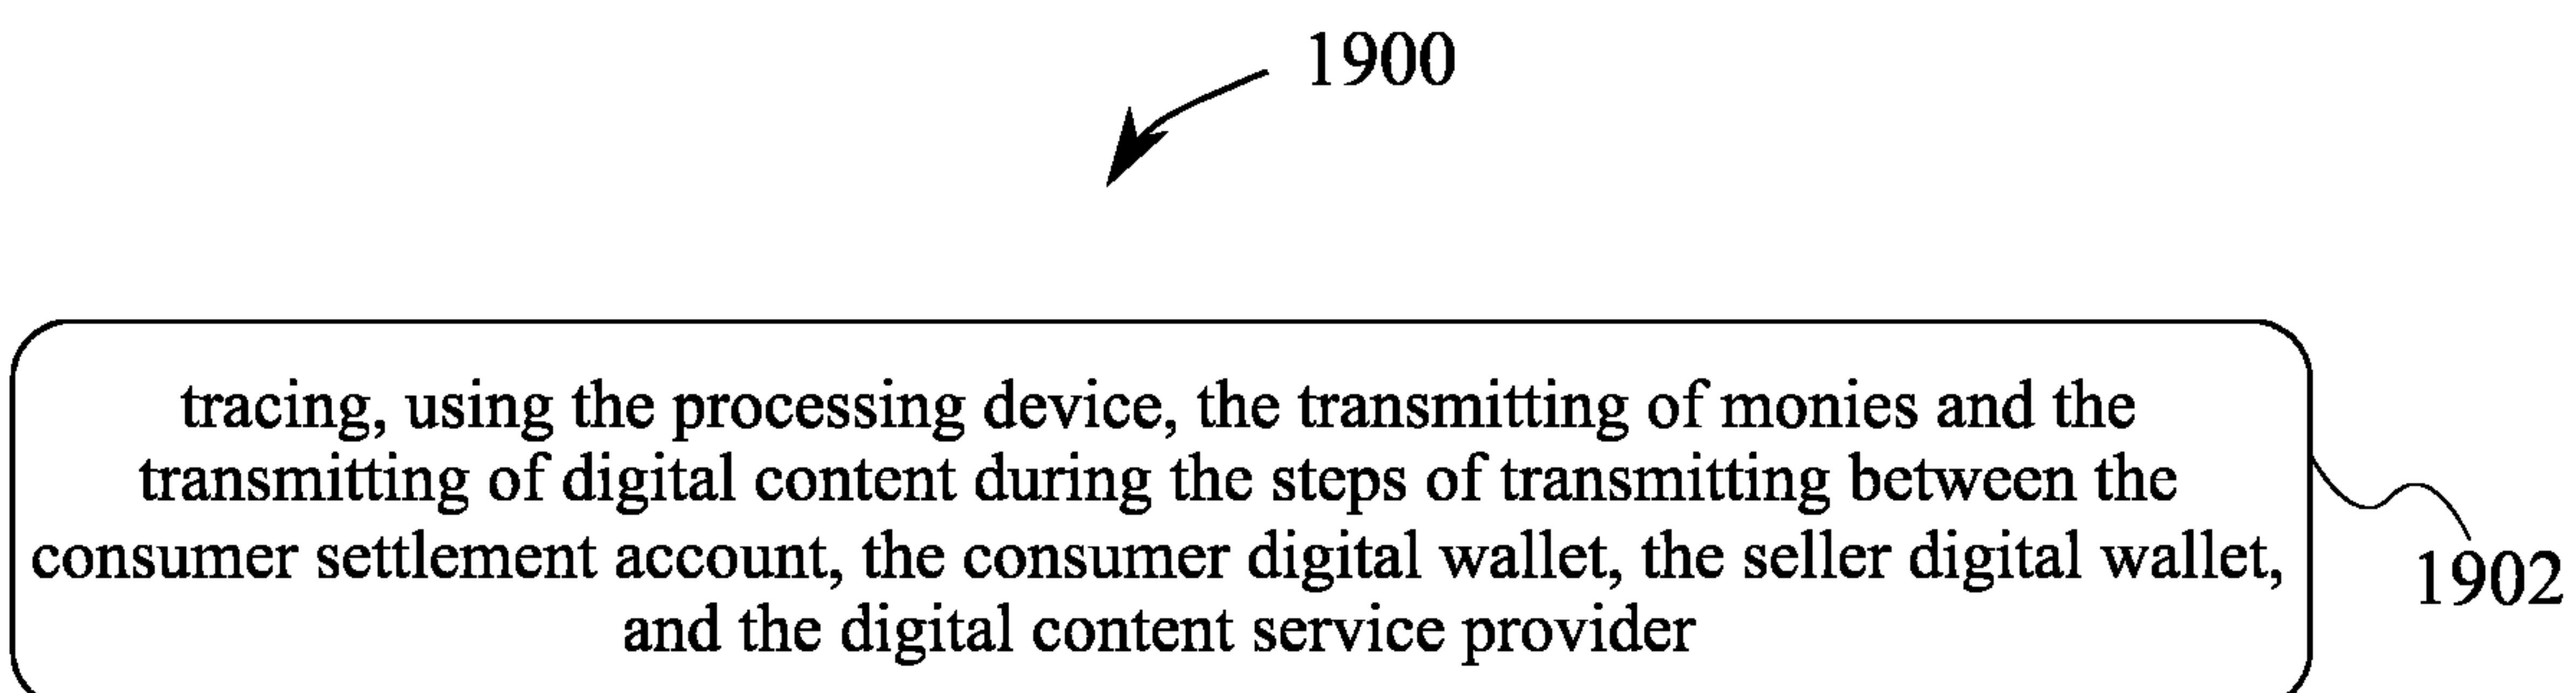 1900
tracing, using the processing device, the transmitting of monies and the
transmitting of digital content during the steps of transmitting between the
consumer settlement account, the consumer digital wallet, the seller digital wallet,
and the digital content service provider
1902